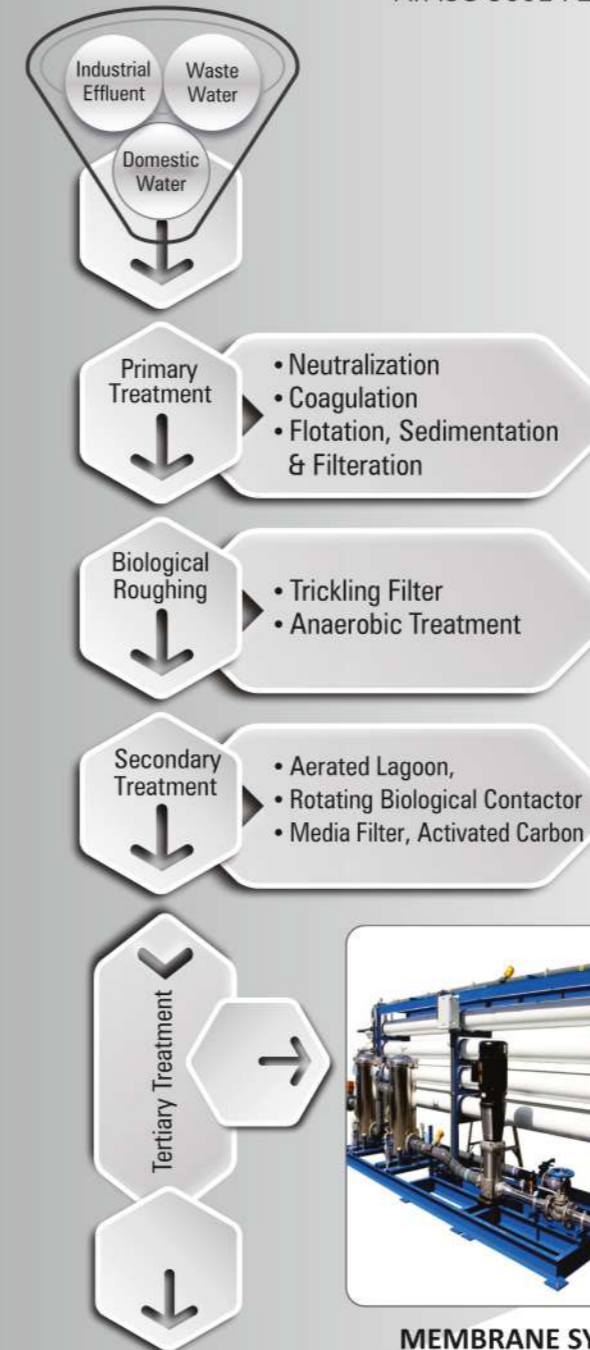 Industrial
Effluent
Waste
Water
Domestic
Water
Primary
Treatment
• Neutralization
• Coagulation
• Flotation, Sedimentation
& Filteration
Biological
Roughing
• Trickling Filter
• Anaerobic Treatment
Secondary
Treatment
• Aerated Lagoon,
• Rotating Biological Contactor
• Media Filter, Activated Carbon
Tertiary Treatment
MEMBRANE SY